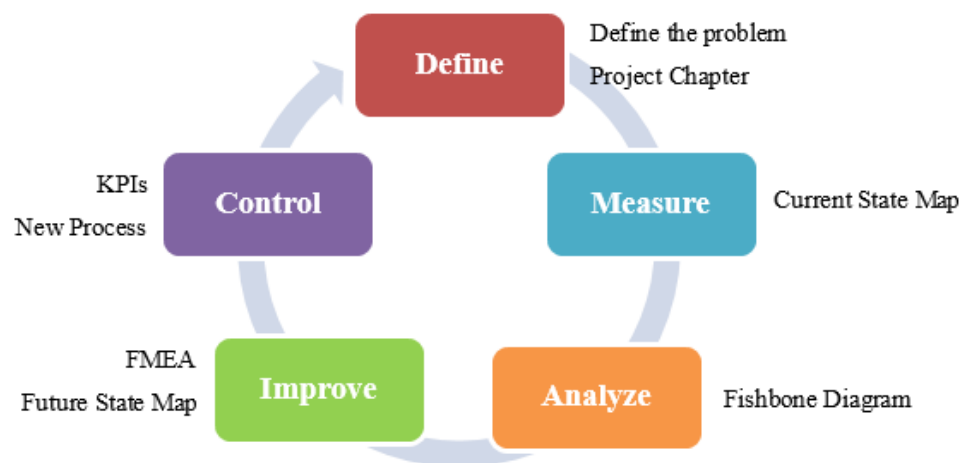 Define
Define the problem
Project Chapter
Measure
Current State Map
Analyze
Fishbone Diagram
Improve
FMEA
Future State Map
Control
KPIs
New Process